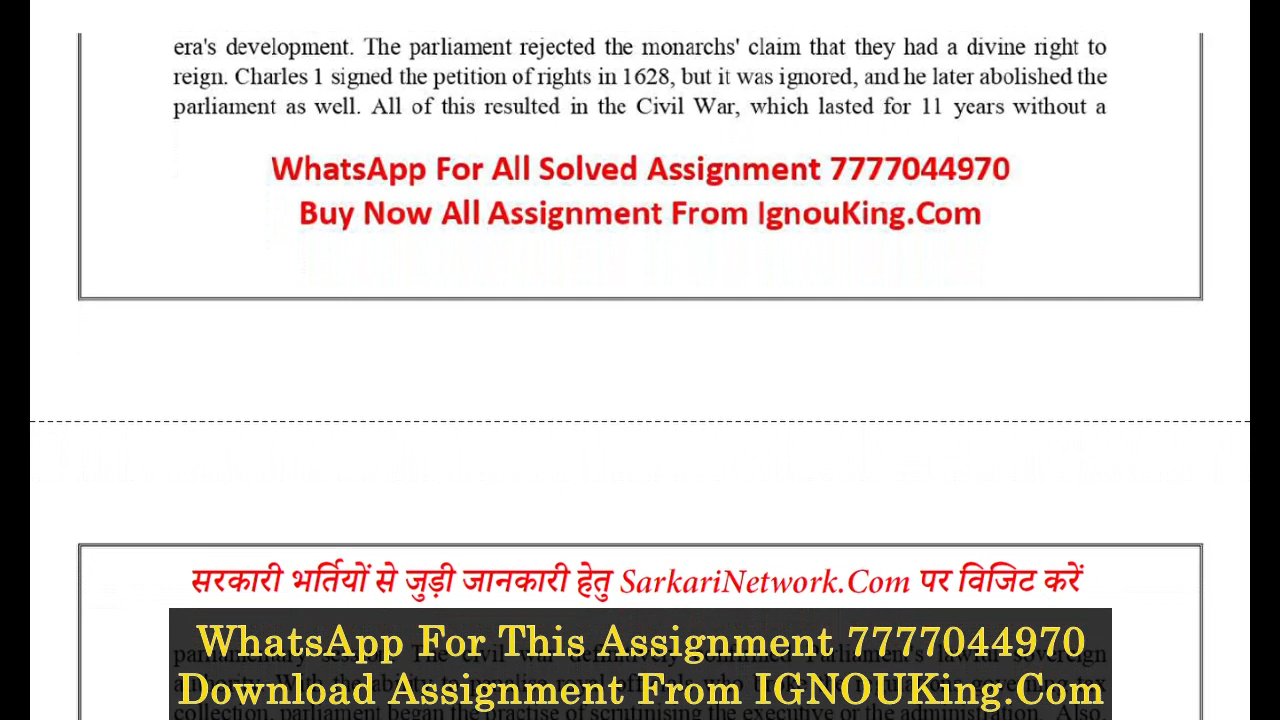 era's development. The parliament rejected the monarchs' claim that they had a divine right to
reign. Charles 1 signed the petition of rights in 1628, but it was ignored, and he later abolished the
parliament as well. All of this resulted in the Civil War, which lasted for 11 years without a
WhatsApp For All Solved Assignment 7777044970
Buy Now All Assignment From IgnouKing.Com
सरकारी भर्तियों से जुड़ी जानकारी हेतु SarkariNetwork.Com पर विजिट करें
WhatsApp For This Assignment 7777044970
Download Assignment From IGNOUKing.Com